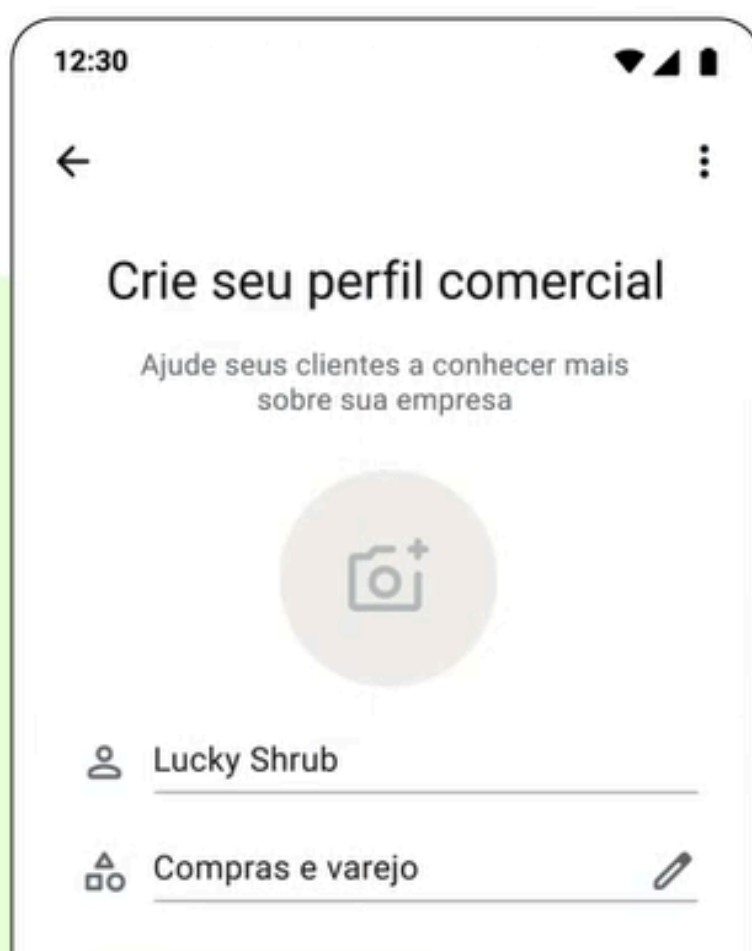 12:30
Crie seu perfil comercial
Ajude seus clientes a conhecer mais
sobre sua empresa
Lucky Shrub
Compras e varejo